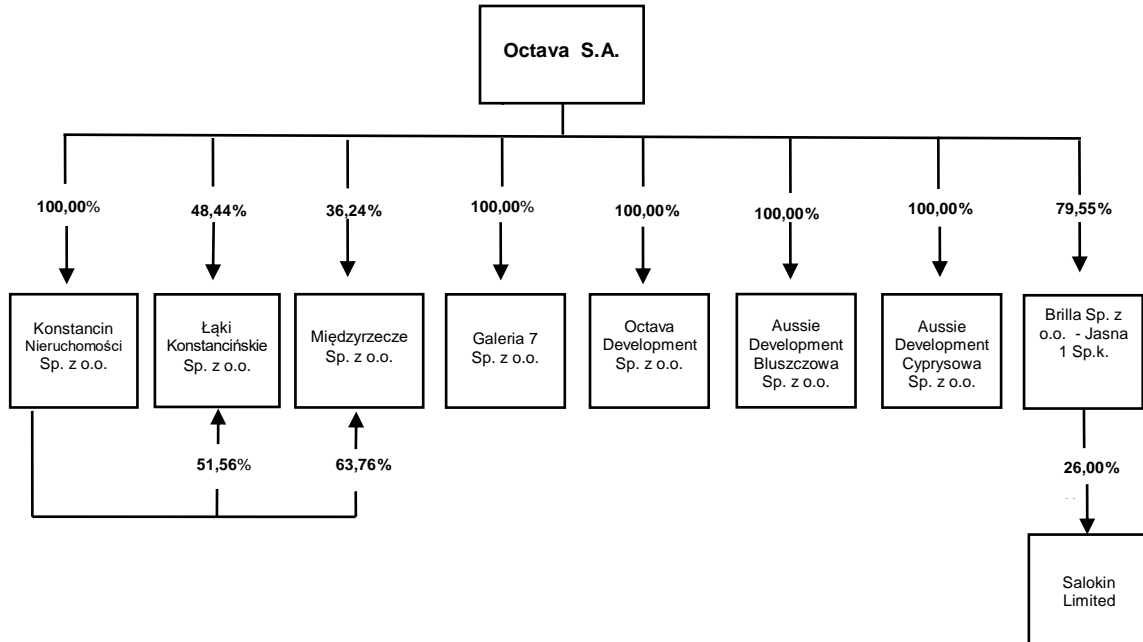 Octava S.A.
100,00%
48,44%
36,24%
100,00%
100,00%
100,00%
100,00%
79,55%
Konstancin
Nieruchomości
Sp. z o.o.
Łąki
Konstancińskie
Sp. z o.o.
Międzyrzecze
Sp. z o.o.
Galeria 7
Sp. z o.o.
Octava
Development
Sp. z o.o.
Aussie
Development
Bluszczowa
Sp. z o.o.
Aussie
Development
Cyprysowa
Sp. z o.o.
Brilla Sp. z
o.o. - Jasna
1 Sp.k.
51,56%
63,76%
26,00%
Salokin
Limited